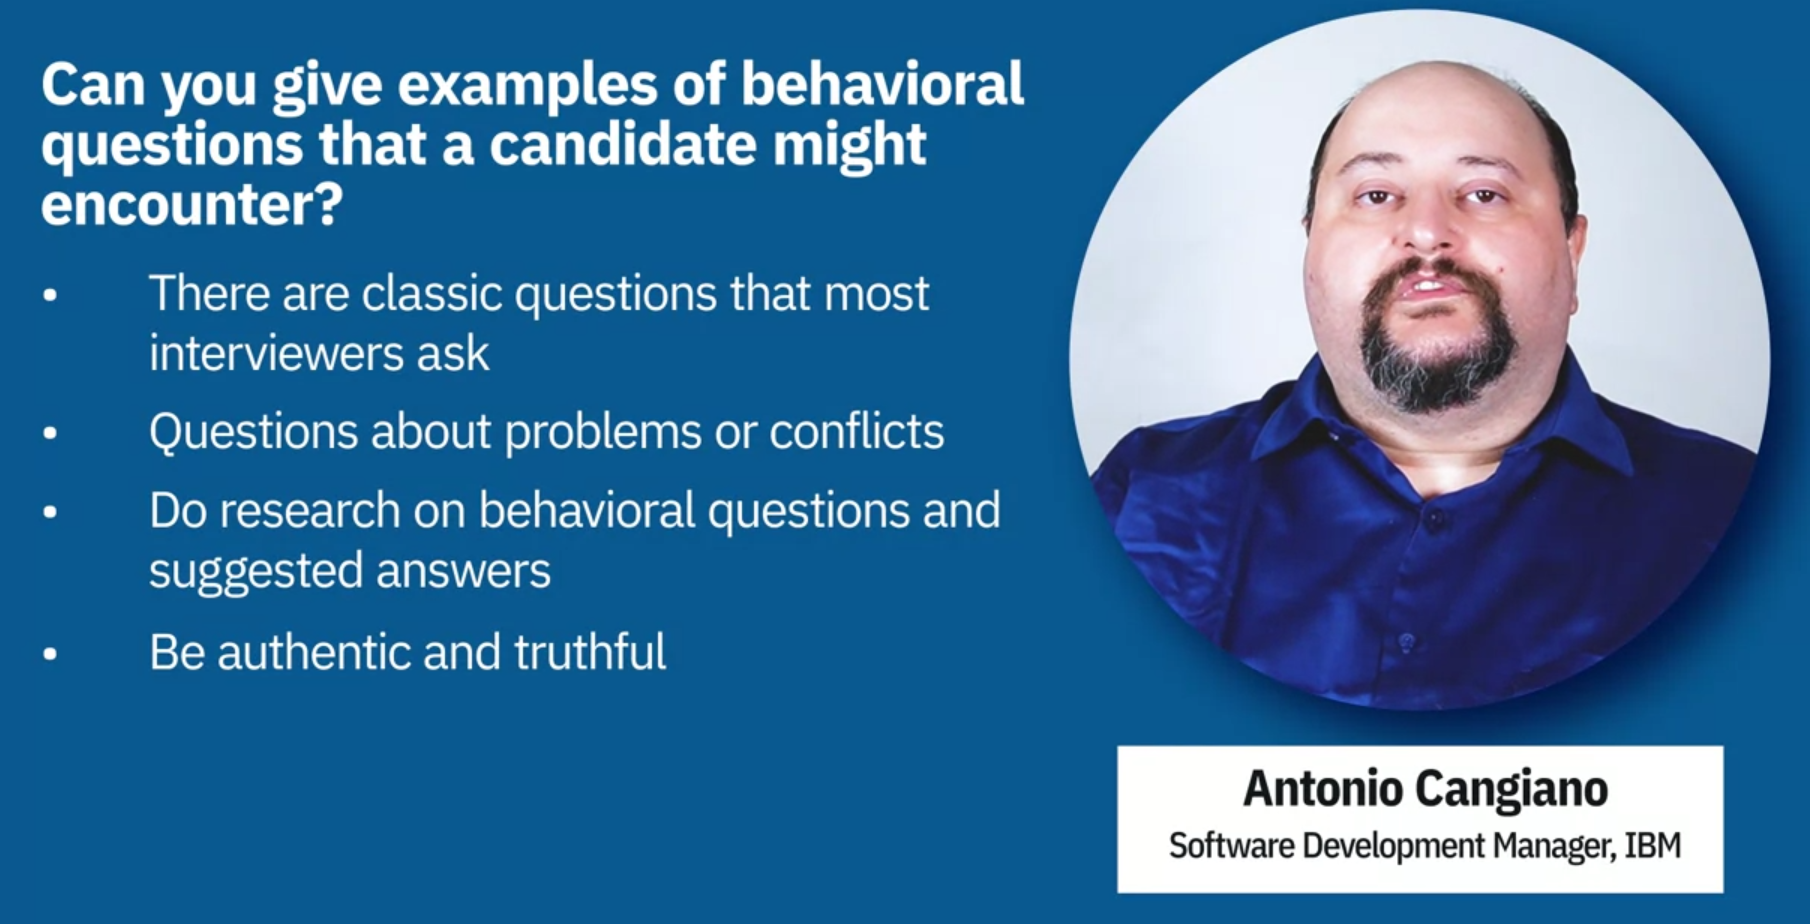 Can you give examples of behavioral
questions that a candidate might
encounter?
• There are classic questions that most
interviewers ask
• Questions about problems or conflicts
• Do research on behavioral questions and
suggested answers
• Be authentic and truthful
Antonio Cangiano
Software Development Manager, IBM